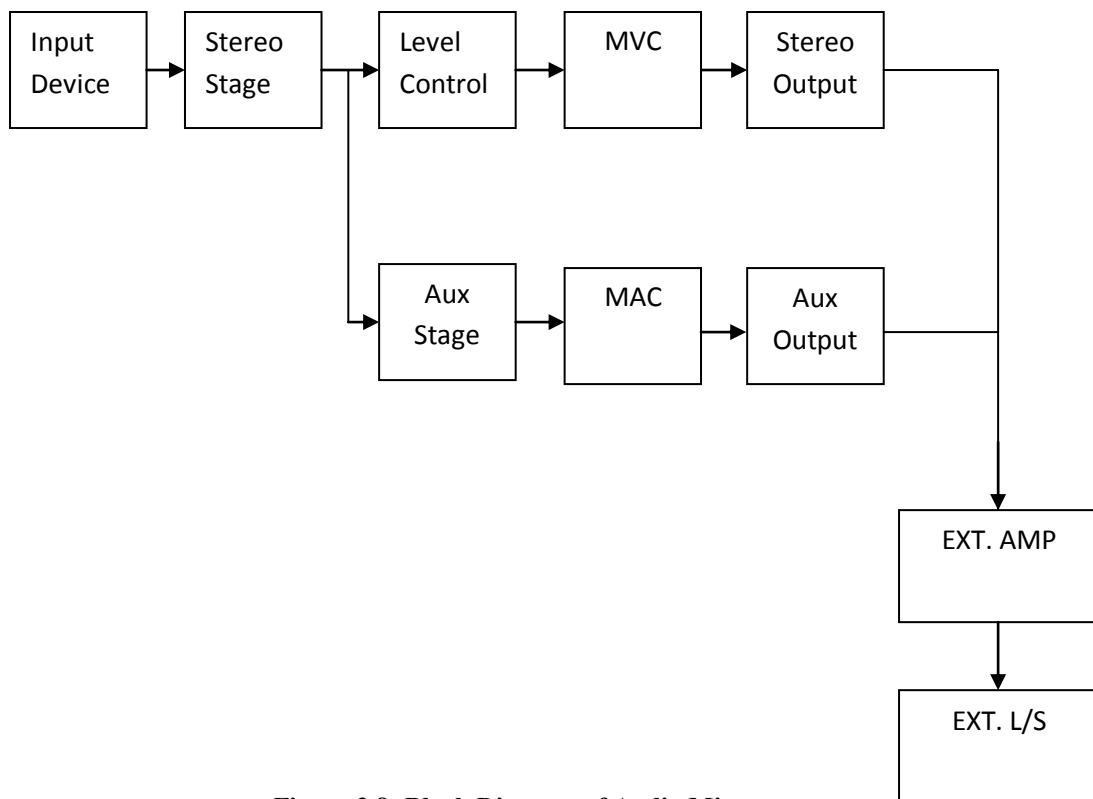 Input
Device
Stereo
Stage
Level
Control
MVC
Stereo
Output
Aux
Stage
MAC
Aux
Output
EXT. AMP
EXT. L/S